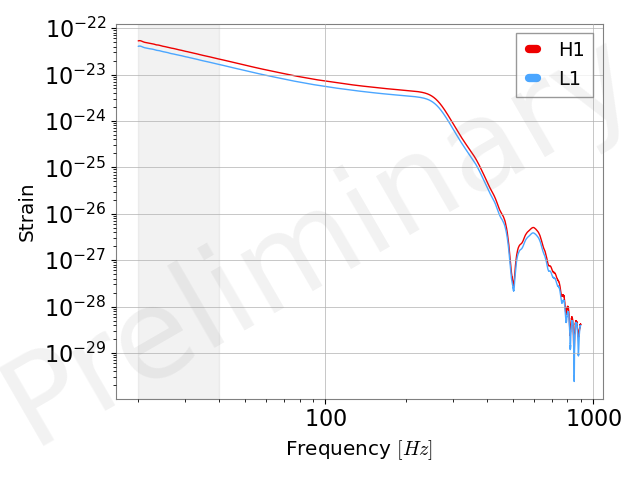 10⁻²²
10⁻²³
10⁻²⁴
10⁻²⁵
10⁻²⁶
10⁻²⁷
10⁻²⁸
10⁻²⁹
Strain
H1
L1
Preliminary
100
1000
Frequency [Hz]